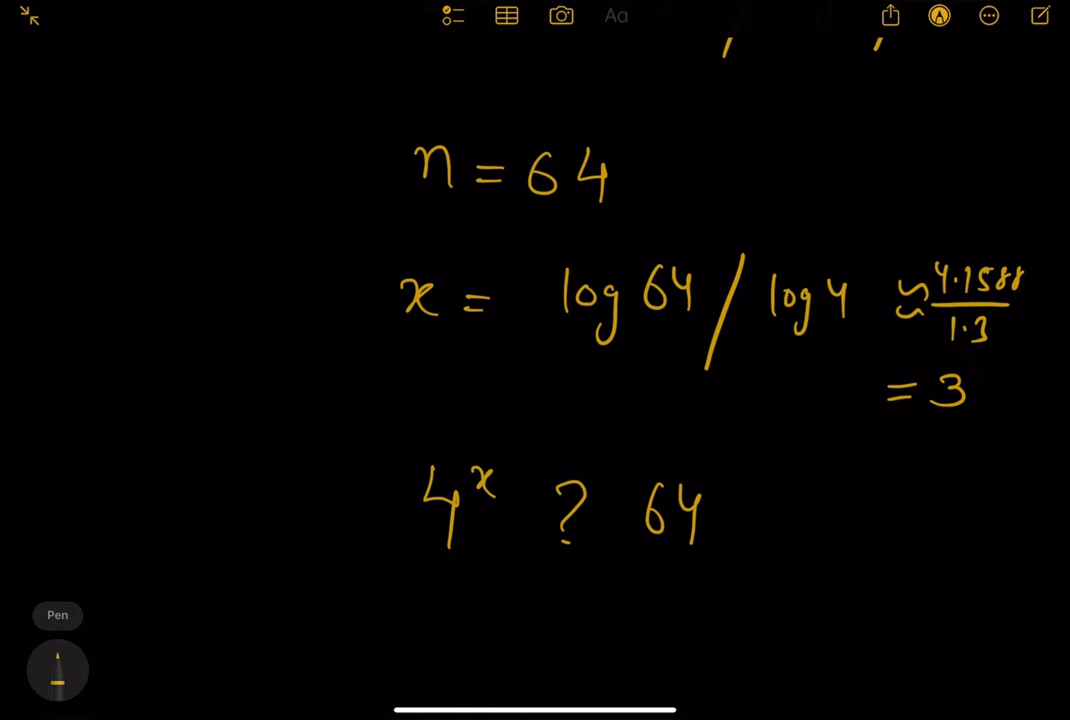 Aa
n = 64
x = log 64 / log 4 ≈ 4.1588 / 1.3
= 3
4^x ? 64
Pen